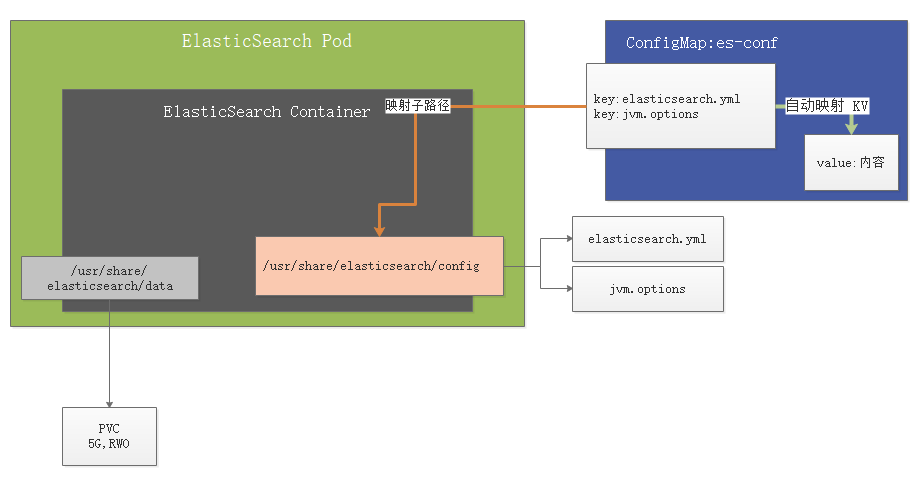 ElasticSearch Pod
ConfigMap:es-conf
ElasticSearch Container
映射子路径
key:elasticsearch.yml
key:jvm.options
自动映射 KV
value:内容
/usr/share/
elasticsearch/data
/usr/share/elasticsearch/config
elasticsearch.yml
jvm.options
PVC
5G,RWO